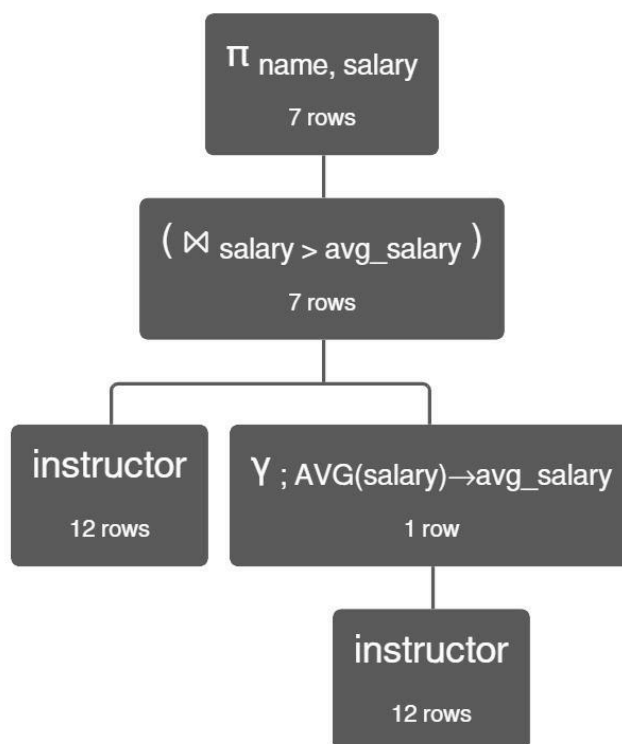 π name, salary
7 rows
( ⋈ salary > avg_salary )
7 rows
instructor
12 rows
γ ; AVG(salary)→avg_salary
1 row
instructor
12 rows